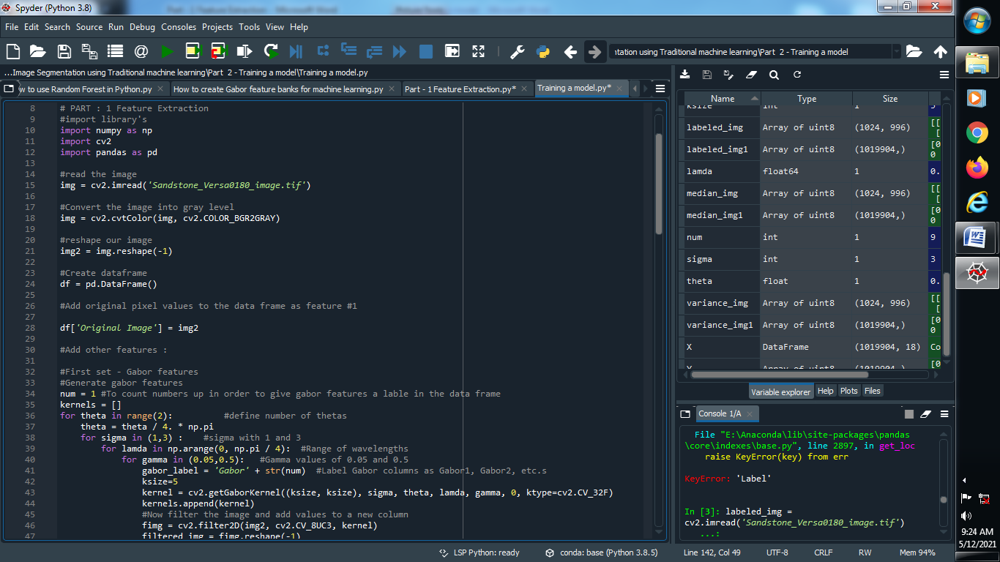 Spyder (Python 3.8)
File Edit Search Source Run Debug Consoles Projects Tools View Help
ntation using Traditional machine learning\Part 2 - Training a model
...Image Segmentation using Traditional machine learning\Part 2 - Training a model\Training a model.py
w to use Random Forest in Python.py
How to create Gabor feature banks for machine learning.py
Part - 1 Feature Extraction.py*
Training a model.py*
8 # PART : 1 Feature Extraction
9 #import library's
10 import numpy as np
11 import cv2
12 import pandas as pd
13
14 #read the image
15 img = cv2.imread('Sandstone_Versa0180_image.tif')
16
17 #Convert the image into gray level
18 img = cv2.cvtColor(img, cv2.COLOR_BGR2GRAY)
19
20 #reshape our image
21 img2 = img.reshape(-1)
22
23 #Create dataframe
24 df = pd.DataFrame()
25
26 #Add original pixel values to the data frame as feature #1
27
28 df['Original Image'] = img2
29
30 #Add other features :
31
32 #First set - Gabor features
33 #Generate gabor features
34 num = 1 #To count numbers up in order to give gabor features a lable in the data frame
35 kernels = []
36 for theta in range(2): #define number of thetas
37 theta = theta / 4. * np.pi
38 for sigma in (1,3) : #sigma with 1 and 3
39 for lamda in np.arange(0, np.pi / 4): #Range of wavelengths
40 for gamma in (0.05,0.5): #Gamma values of 0.05 and 0.5
41 gabor_label = 'Gabor' + str(num) #Label Gabor columns as Gabor1, Gabor2, etc.s
42 ksize=5
43 kernel = cv2.getGaborKernel((ksize, ksize), sigma, theta, lamda, gamma, 0, ktype=cv2.CV_32F)
44 kernels.append(kernel)
45 #Now filter the image and add values to a new column
46 fimg = cv2.filter2D(img2, cv2.CV_8UC3, kernel)
47 filtered_img = fimg.reshape(-1)
Name Type Size
ksize int 1 5
labeled_img Array of uint8 (1024, 996) [[
[
labeled_img1 Array of uint8 (1019904,) [0
0
lamda float64 1 0.
median_img Array of uint8 (1024, 996) [[
[
median_img1 Array of uint8 (1019904,) [0
0
num int 1 9
sigma int 1 3
theta float 1 0.
variance_img Array of uint8 (1024, 996) [[
[
variance_img1 Array of uint8 (1019904,) [0
0
X DataFrame (1019904, 18) Co
Y Array of uint8 (1019904,) [0
Variable explorer Help Plots Files
Console 1/A
File "E:\Anaconda\lib\site-packages\pandas
\core\indexes\base.py", line 2897, in get_loc
raise KeyError(key) from err
KeyError: 'Label'
In [3]: labeled_img =
cv2.imread('Sandstone_Versa0180_image.tif')
...:
LSP Python: ready conda: base (Python 3.8.5) Line 142, Col 49 UTF-8 CRLF RW Mem 94%
9:24 AM
5/12/2021